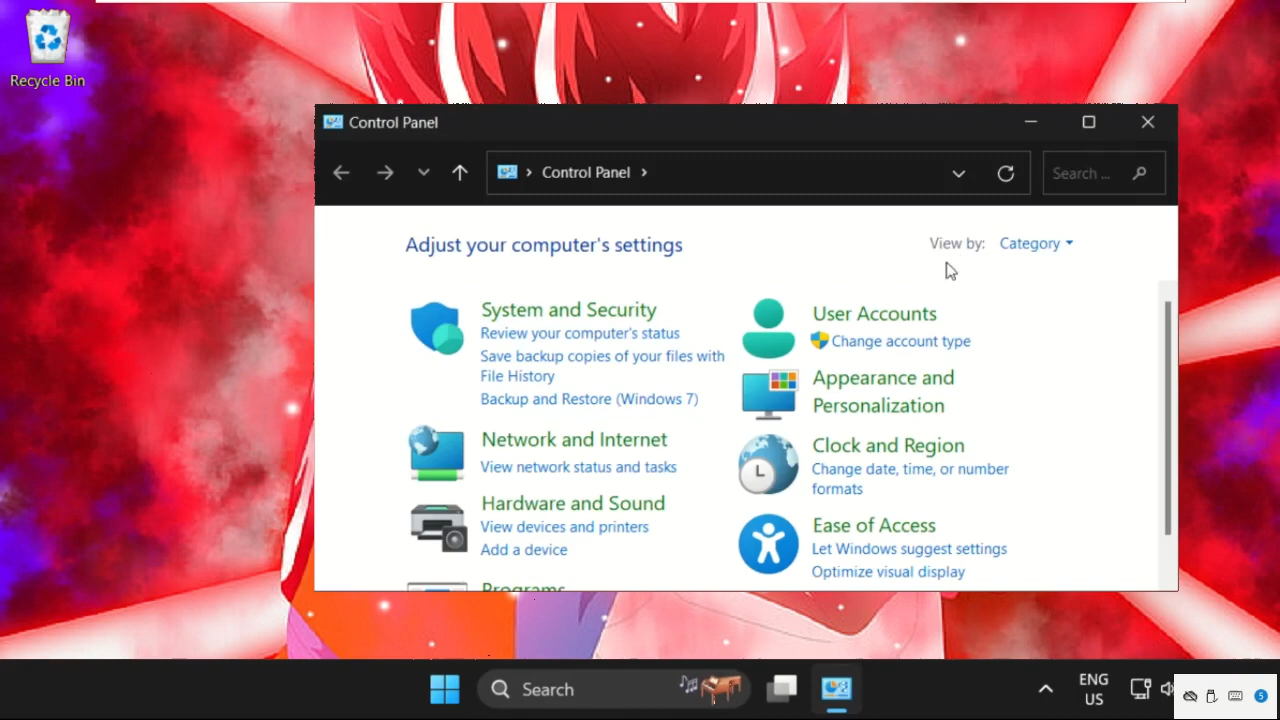 Recycle Bin
Control Panel
Control Panel
Search ...
Adjust your computer's settings
View by: Category
System and Security
Review your computer's status
Save backup copies of your files with
File History
Backup and Restore (Windows 7)
Network and Internet
View network status and tasks
Hardware and Sound
View devices and printers
Add a device
Programs
User Accounts
Change account type
Appearance and
Personalization
Clock and Region
Change date, time, or number
formats
Ease of Access
Let Windows suggest settings
Optimize visual display
Search
ENG
US
5